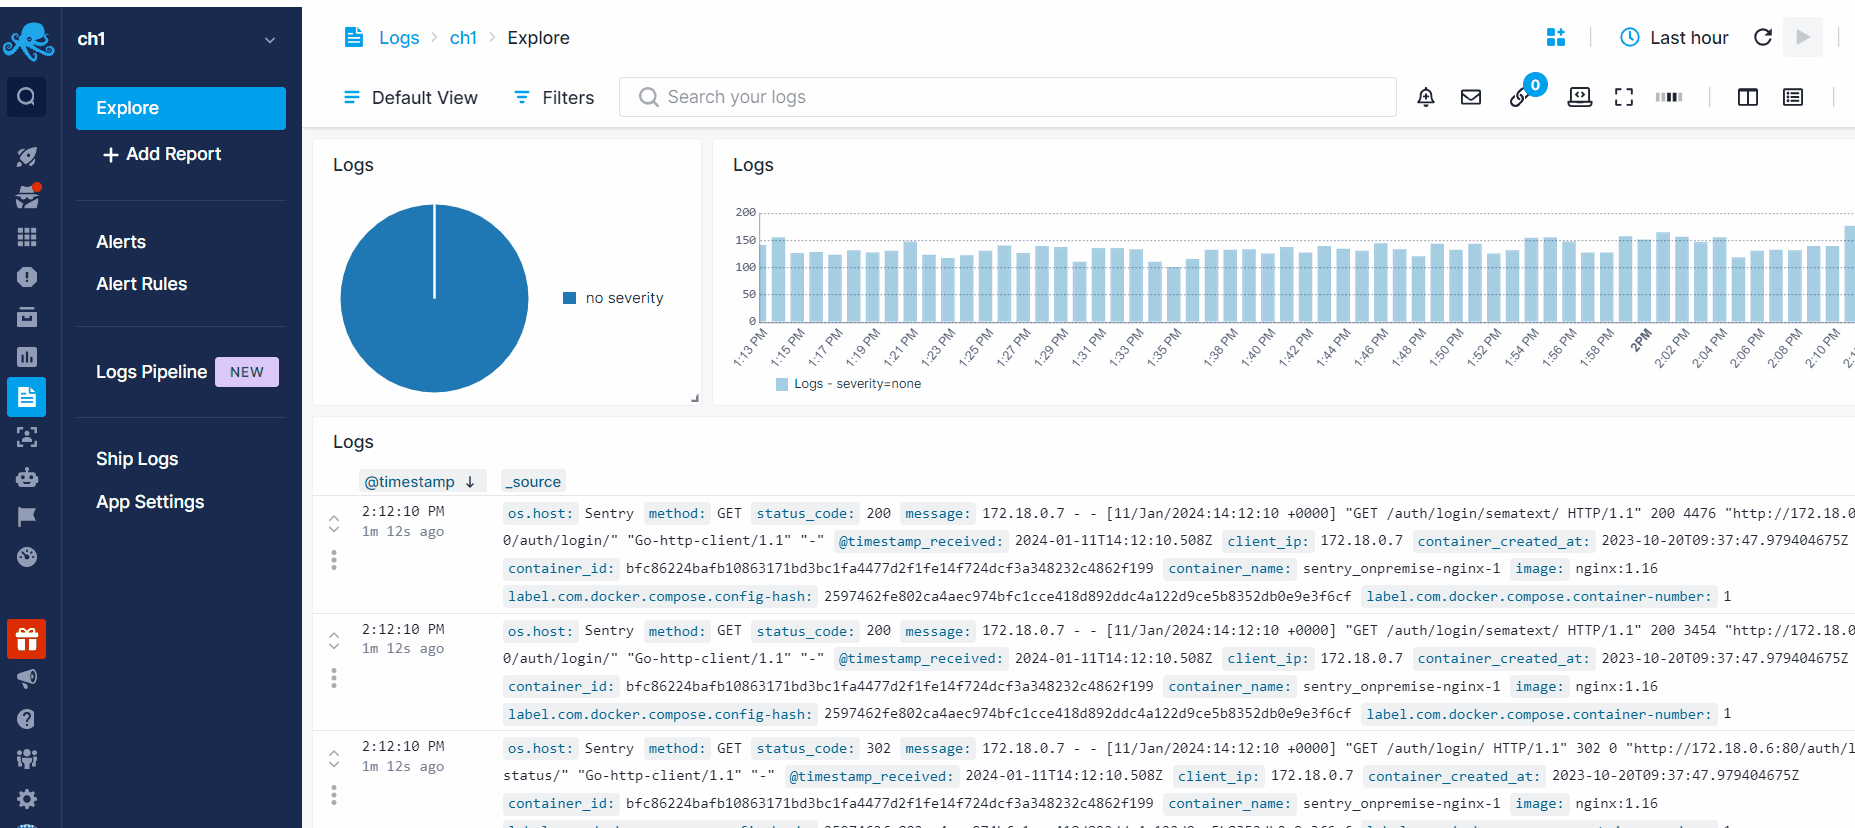 ch1
Explore
Add Report
Alerts
Alert Rules
Logs Pipeline NEW
Ship Logs
App Settings
Logs > ch1 > Explore
Last hour
Default View
Filters
Search your logs
0
Logs
no severity
Logs
200
150
100
50
0
1:13 PM 1:15 PM 1:17 PM 1:19 PM 1:21 PM 1:23 PM 1:25 PM 1:27 PM 1:29 PM 1:31 PM 1:33 PM 1:35 PM 1:38 PM 1:40 PM 1:42 PM 1:44 PM 1:46 PM 1:48 PM 1:50 PM 1:52 PM 1:54 PM 1:56 PM 1:58 PM 2PM 2:02 PM 2:04 PM 2:06 PM 2:08 PM 2:10 PM
Logs - severity=none
Logs
@timestamp ↓ _source
2:12:10 PM
1m 12s ago
os.host: Sentry method: GET status_code: 200 message: 172.18.0.7 - - [11/Jan/2024:14:12:10 +0000] "GET /auth/login/sematext/ HTTP/1.1" 200 4476 "http://172.18.0
0/auth/login/" "Go-http-client/1.1" "-" @timestamp_received: 2024-01-11T14:12:10.508Z client_ip: 172.18.0.7 container_created_at: 2023-10-20T09:37:47.979404675Z
container_id: bfc86224bafb10863171bd3bc1fa4477d2f1fe14f724dcf3a348232c4862f199 container_name: sentry_onpremise-nginx-1 image: nginx:1.16
label.com.docker.compose.config-hash: 2597462fe802ca4aec974bfc1cce418d892ddc4a122d9ce5b8352db0e9e3f6cf label.com.docker.compose.container-number: 1
2:12:10 PM
1m 12s ago
os.host: Sentry method: GET status_code: 200 message: 172.18.0.7 - - [11/Jan/2024:14:12:10 +0000] "GET /auth/login/sematext/ HTTP/1.1" 200 3454 "http://172.18.0
0/auth/login/" "Go-http-client/1.1" "-" @timestamp_received: 2024-01-11T14:12:10.508Z client_ip: 172.18.0.7 container_created_at: 2023-10-20T09:37:47.979404675Z
container_id: bfc86224bafb10863171bd3bc1fa4477d2f1fe14f724dcf3a348232c4862f199 container_name: sentry_onpremise-nginx-1 image: nginx:1.16
label.com.docker.compose.config-hash: 2597462fe802ca4aec974bfc1cce418d892ddc4a122d9ce5b8352db0e9e3f6cf label.com.docker.compose.container-number: 1
2:12:10 PM
1m 12s ago
os.host: Sentry method: GET status_code: 302 message: 172.18.0.7 - - [11/Jan/2024:14:12:10 +0000] "GET /auth/login/ HTTP/1.1" 302 0 "http://172.18.0.6:80/auth/l
status/" "Go-http-client/1.1" "-" @timestamp_received: 2024-01-11T14:12:10.508Z client_ip: 172.18.0.7 container_created_at: 2023-10-20T09:37:47.979404675Z
container_id: bfc86224bafb10863171bd3bc1fa4477d2f1fe14f724dcf3a348232c4862f199 container_name: sentry_onpremise-nginx-1 image: nginx:1.16